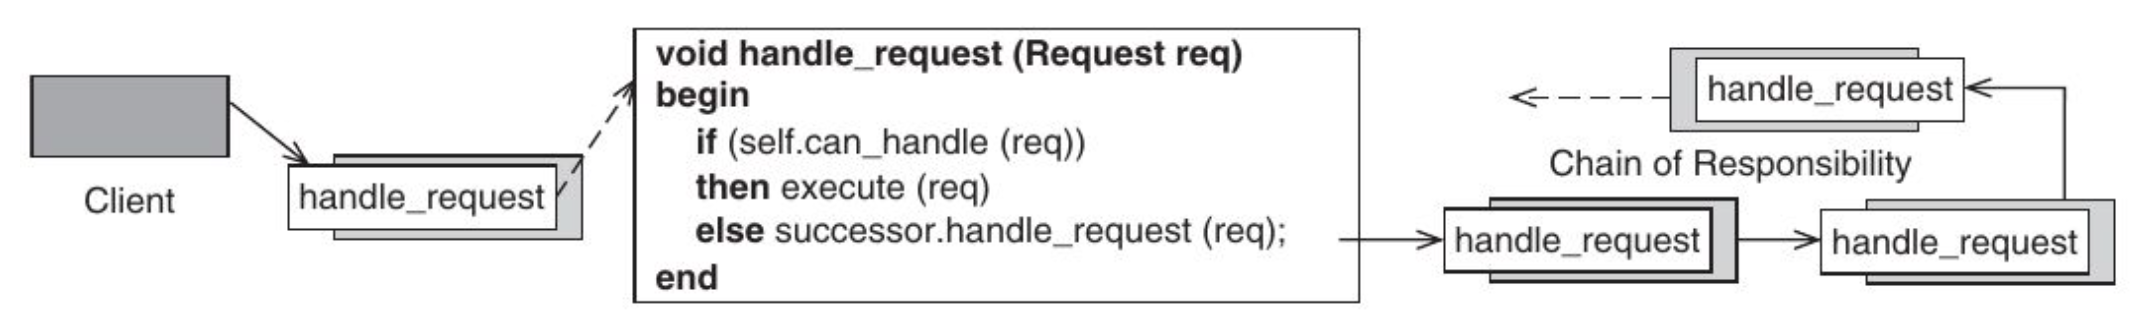 Client
handle_request
void handle_request (Request req)
begin
if (self.can_handle (req))
then execute (req)
else successor.handle_request (req);
end
handle_request
Chain of Responsibility
handle_request
handle_request